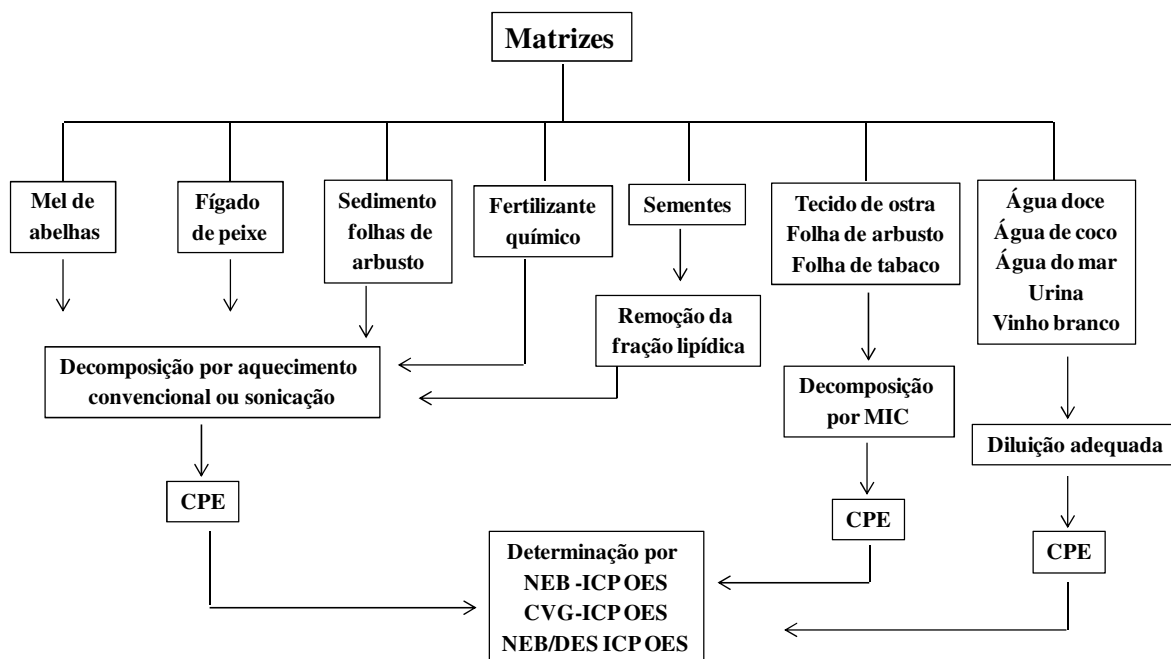 Matrizes
Mel de
abelhas
Fígado
de peixe
Sedimento
folhas de
arbusto
Fertilizante
químico
Sementes
Tecido de ostra
Folha de arbusto
Folha de tabaco
Água doce
Água de coco
Água do mar
Urina
Vinho branco
Remoção da
fração lipídica
Decomposição por aquecimento
convencional ou sonicação
Decomposição
por MIC
Diluição adequada
CPE
CPE
CPE
Determinação por
NEB -ICP OES
CVG-ICP OES
NEB/DES ICP OES